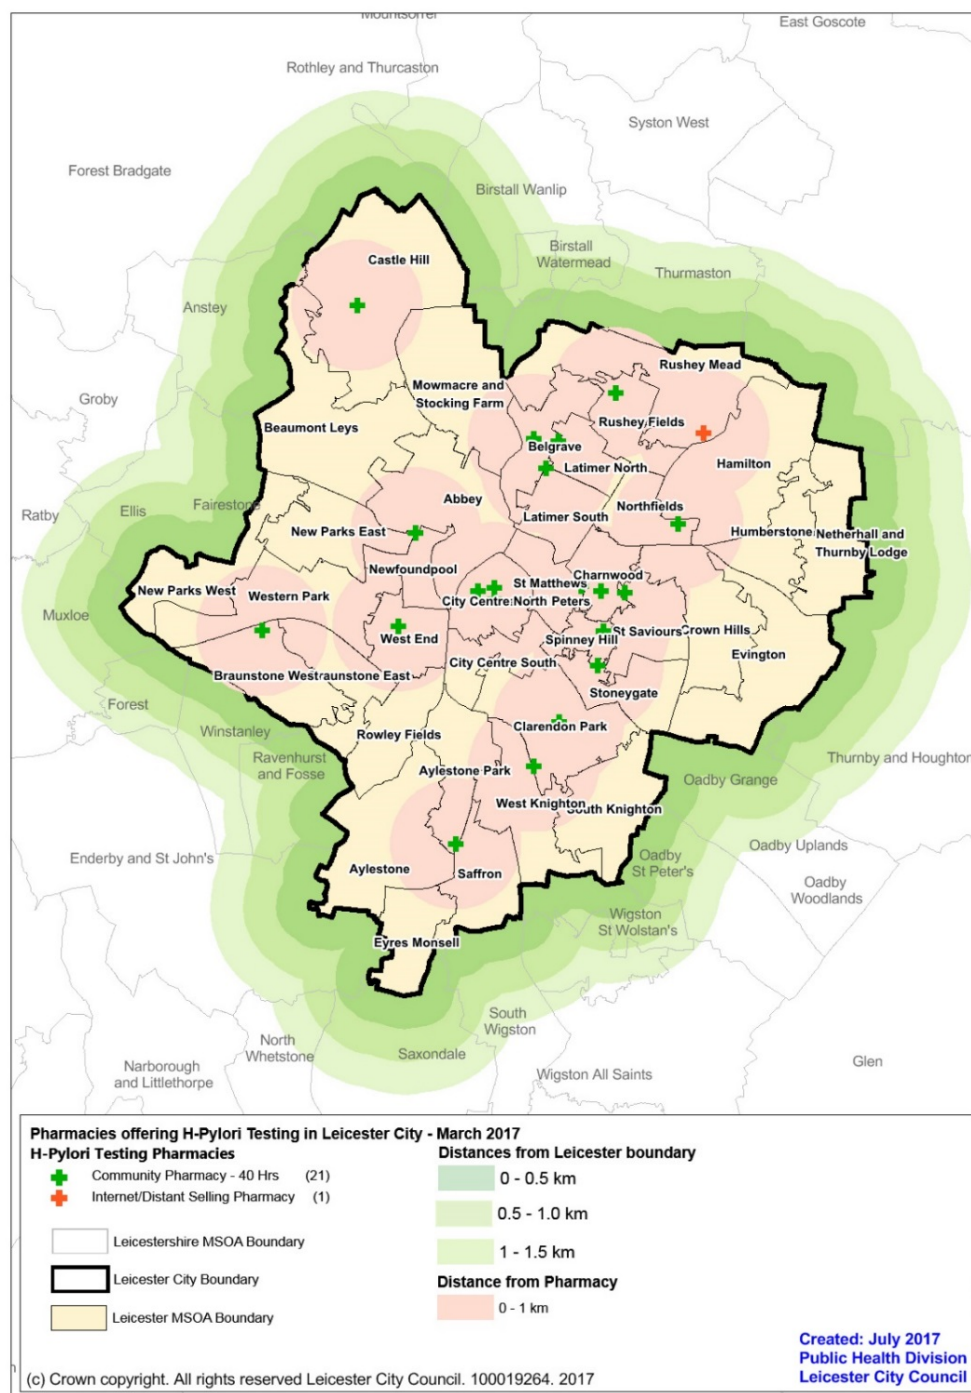 Mountsorrel
East Goscote
Rothley and Thurcaston
Syston West
Forest Bradgate
Birstall Wanlip
Birstall
Watermead
Thurmaston
Castle Hill
Anstey
Rushey Mead
Mowmacre and
Stocking Farm
Groby
Beaumont Leys
Rushey Fields
Belgrave
Latimer North
Hamilton
Abbey
Fairestone
Ratby
Ellis
Latimer South
Northfields
New Parks East
Humberstone
Netherhall and
Thurnby Lodge
Newfoundpool
Charnwood
St Matthews
New Parks West
Western Park
City Centre
North
Peters
Muxloe
West End
Spinney Hill
St Saviours
Crown Hills
Evington
City Centre South
Braunstone West
raunstone East
Stoneygate
Forest
Clarendon Park
Winstanley
Rowley Fields
Ravenhurst
and Fosse
Thurnby and Houghton
Aylestone Park
Oadby Grange
West Knighton
South Knighton
Enderby and St John's
Oadby
St Peter's
Oadby Uplands
Aylestone
Saffron
Oadby
Woodlands
Wigston
St Wolstan's
Eyres Monsell
South
Wigston
North
Whetstone
Saxondale
Glen
Narborough
and Littlethorpe
Wigston All Saints
Pharmacies offering H-Pylori Testing in Leicester City - March 2017
H-Pylori Testing Pharmacies
Community Pharmacy - 40 Hrs (21)
Internet/Distant Selling Pharmacy (1)
Leicestershire MSOA Boundary
Leicester City Boundary
Leicester MSOA Boundary
Distances from Leicester boundary
0 - 0.5 km
0.5 - 1.0 km
1 - 1.5 km
Distance from Pharmacy
0 - 1 km
Created: July 2017
Public Health Division
Leicester City Council
(c) Crown copyright. All rights reserved Leicester City Council. 100019264. 2017